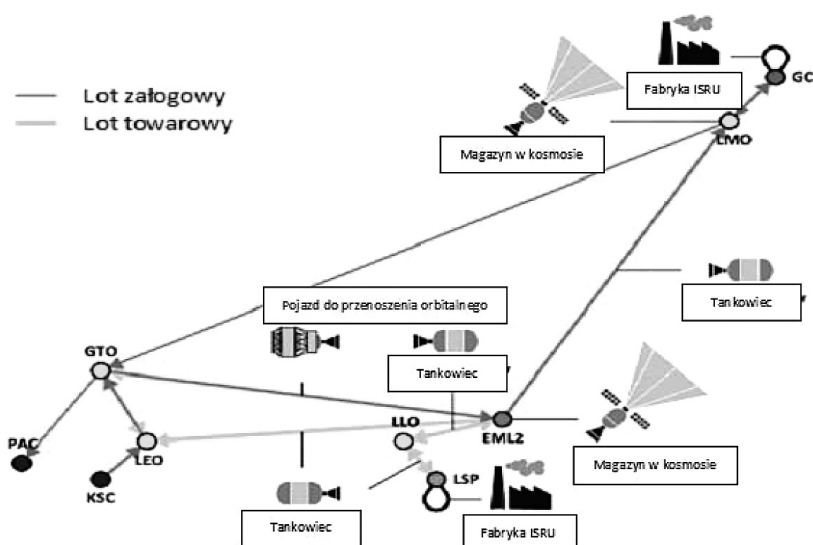 Lot załogowy
Lot towarowy
Fabryka ISRU
GC
Magazyn w kosmosie
LMO
Pojazd do przenoszenia orbitalnego
Tankowiec
GTO
Tankowiec
PAC
LEO
LLO
EML2
KSC
LSP
Magazyn w kosmosie
Tankowiec
Fabryka ISRU